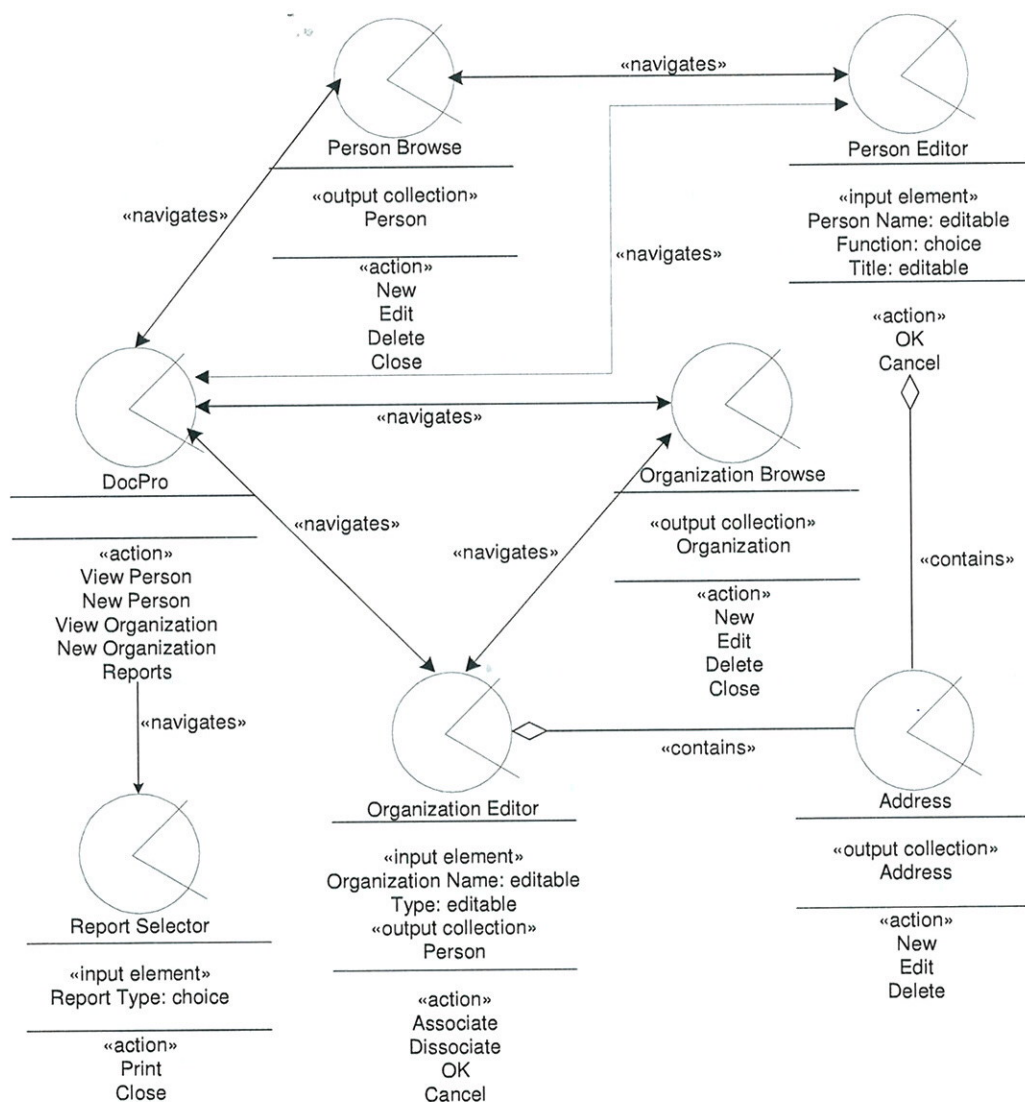 «navigates»
Person Browse
«output collection»
Person
«action»
New
Edit
Delete
Close
Person Editor
«input element»
Person Name: editable
Function: choice
Title: editable
«action»
OK
Cancel
«navigates»
«navigates»
DocPro
«action»
View Person
New Person
View Organization
New Organization
Reports
«navigates»
Organization Browse
«output collection»
Organization
«action»
New
Edit
Delete
Close
«navigates»
«navigates»
«contains»
«navigates»
Organization Editor
«input element»
Organization Name: editable
Type: editable
«output collection»
Person
«action»
Associate
Dissociate
OK
Cancel
«contains»
Address
«output collection»
Address
«action»
New
Edit
Delete
Report Selector
«input element»
Report Type: choice
«action»
Print
Close